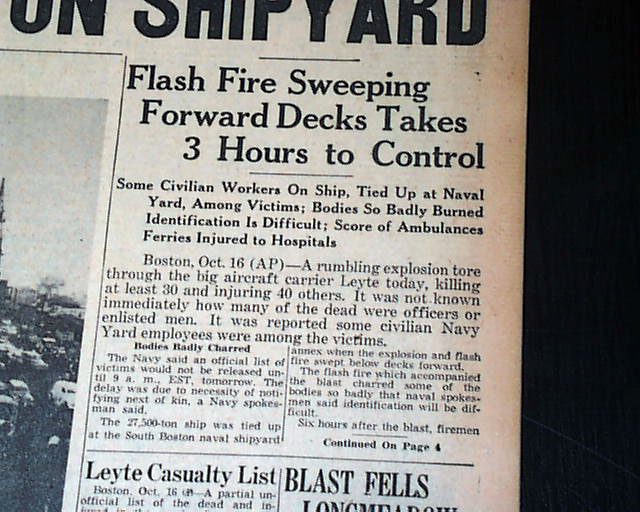 ON SHIPYARD
Flash Fire Sweeping
Forward Decks Takes
3 Hours to Control
Some Civilian Workers On Ship, Tied Up at Naval
Yard, Among Victims; Bodies So Badly Burned
Identification Is Difficult; Score of Ambulances
Ferries Injured to Hospitals
Boston, Oct. 16 (AP)—A rumbling explosion tore
through the big aircraft carrier Leyte today, killing
at least 30 and injuring 40 others. It was not known
immediately how many of the dead were officers or
enlisted men. It was reported some civilian Navy
Yard employees were among the victims.
Bodies Badly Charred
The Navy said an official list of
victims would not be released un-
til 9 a. m., EST, tomorrow. The
delay was due to necessity of noti-
fying next of kin, a Navy spokes-
man said.
The 27,500-ton ship was tied up
at the South Boston naval shipyard
annex when the explosion and flash
fire swept below decks forward.
The flash fire which accompanied
the blast charred some of the
bodies so badly that naval spokes-
men said identification will be dif-
ficult.
Six hours after the blast, firemen
Continued On Page 4
Leyte Casualty List
Boston, Oct. 16 (AP)—A partial un-
official list of the dead and in-
BLAST FELLS
LONGMEADOW